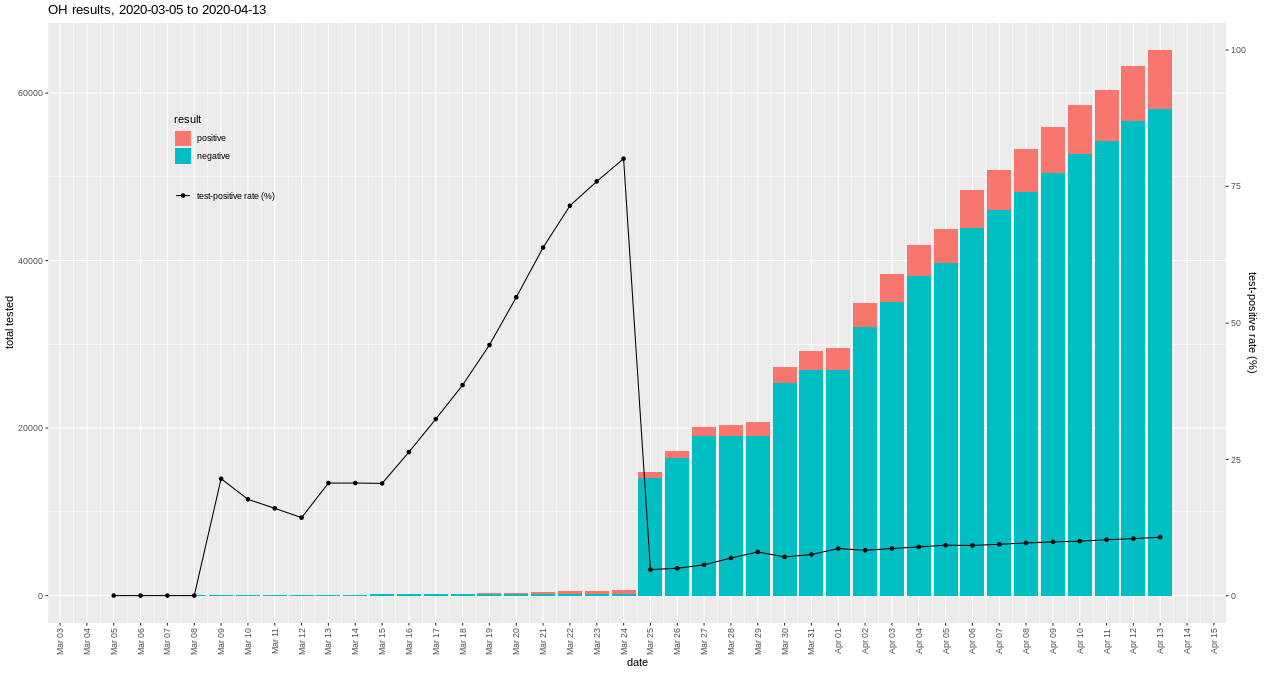 OH results, 2020-03-05 to 2020-04-13
result
positive
negative
test-positive rate (%)
total tested
60000
40000
20000
0
100
75
50
25
0
test-positive rate (%)
Mar 03
Mar 04
Mar 05
Mar 06
Mar 07
Mar 08
Mar 09
Mar 10
Mar 11
Mar 12
Mar 13
Mar 14
Mar 15
Mar 16
Mar 17
Mar 18
Mar 19
Mar 20
Mar 21
Mar 22
Mar 23
Mar 24
Mar 25
Mar 26
Mar 27
Mar 28
Mar 29
Mar 30
Mar 31
Apr 01
Apr 02
Apr 03
Apr 04
Apr 05
Apr 06
Apr 07
Apr 08
Apr 09
Apr 10
Apr 11
Apr 12
Apr 13
Apr 14
Apr 15
date